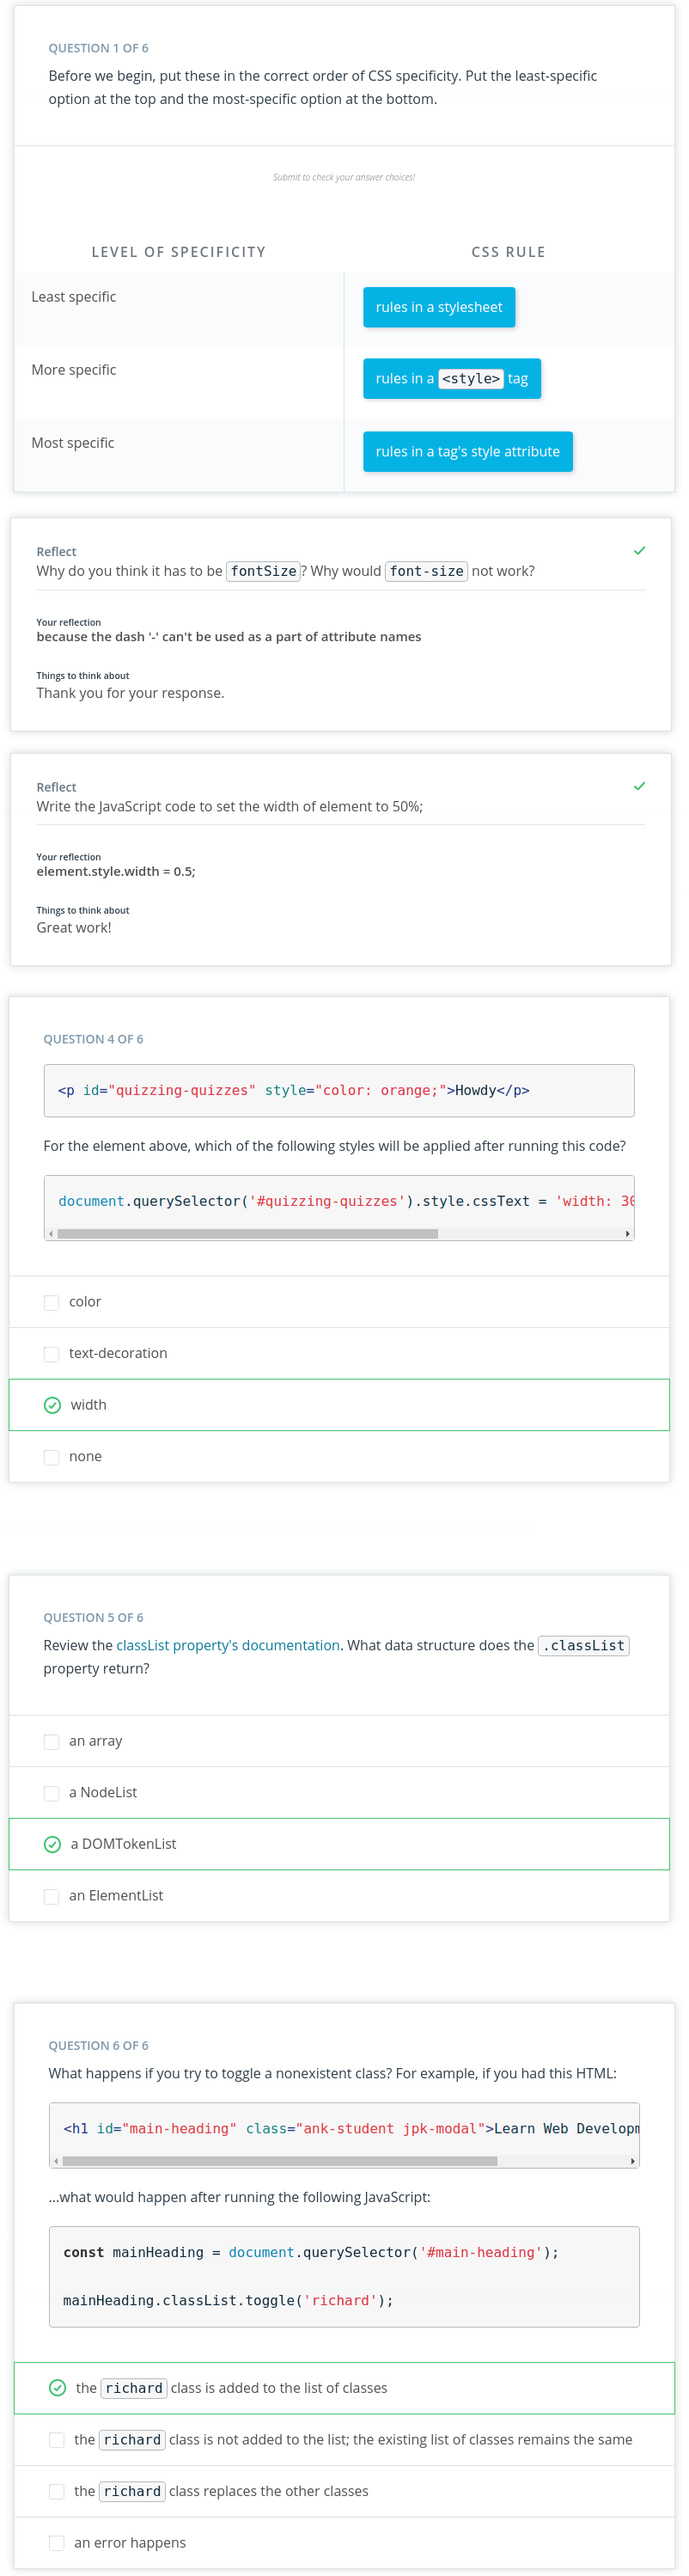 QUESTION 1 OF 6
Before we begin, put these in the correct order of CSS specificity. Put the least-specific
option at the top and the most-specific option at the bottom.
Submit to check your answer choices!
LEVEL OF SPECIFICITY CSS RULE
Least specific rules in a stylesheet
More specific rules in a <style> tag
Most specific rules in a tag's style attribute
Reflect
Why do you think it has to be fontSize? Why would font-size not work?
Your reflection
because the dash '-' can't be used as a part of attribute names
Things to think about
Thank you for your response.
Reflect
Write the JavaScript code to set the width of element to 50%;
Your reflection
element.style.width = 0.5;
Things to think about
Great work!
QUESTION 4 OF 6
<p id="quizzing-quizzes" style="color: orange;">Howdy</p>
For the element above, which of the following styles will be applied after running this code?
document.querySelector('#quizzing-quizzes').style.cssText = 'width: 30
color
text-decoration
width
none
QUESTION 5 OF 6
Review the classList property's documentation. What data structure does the .classList
property return?
an array
a NodeList
a DOMTokenList
an ElementList
QUESTION 6 OF 6
What happens if you try to toggle a nonexistent class? For example, if you had this HTML:
<h1 id="main-heading" class="ank-student jpk-modal">Learn Web Developm
...what would happen after running the following JavaScript:
const mainHeading = document.querySelector('#main-heading');
mainHeading.classList.toggle('richard');
the richard class is added to the list of classes
the richard class is not added to the list; the existing list of classes remains the same
the richard class replaces the other classes
an error happens